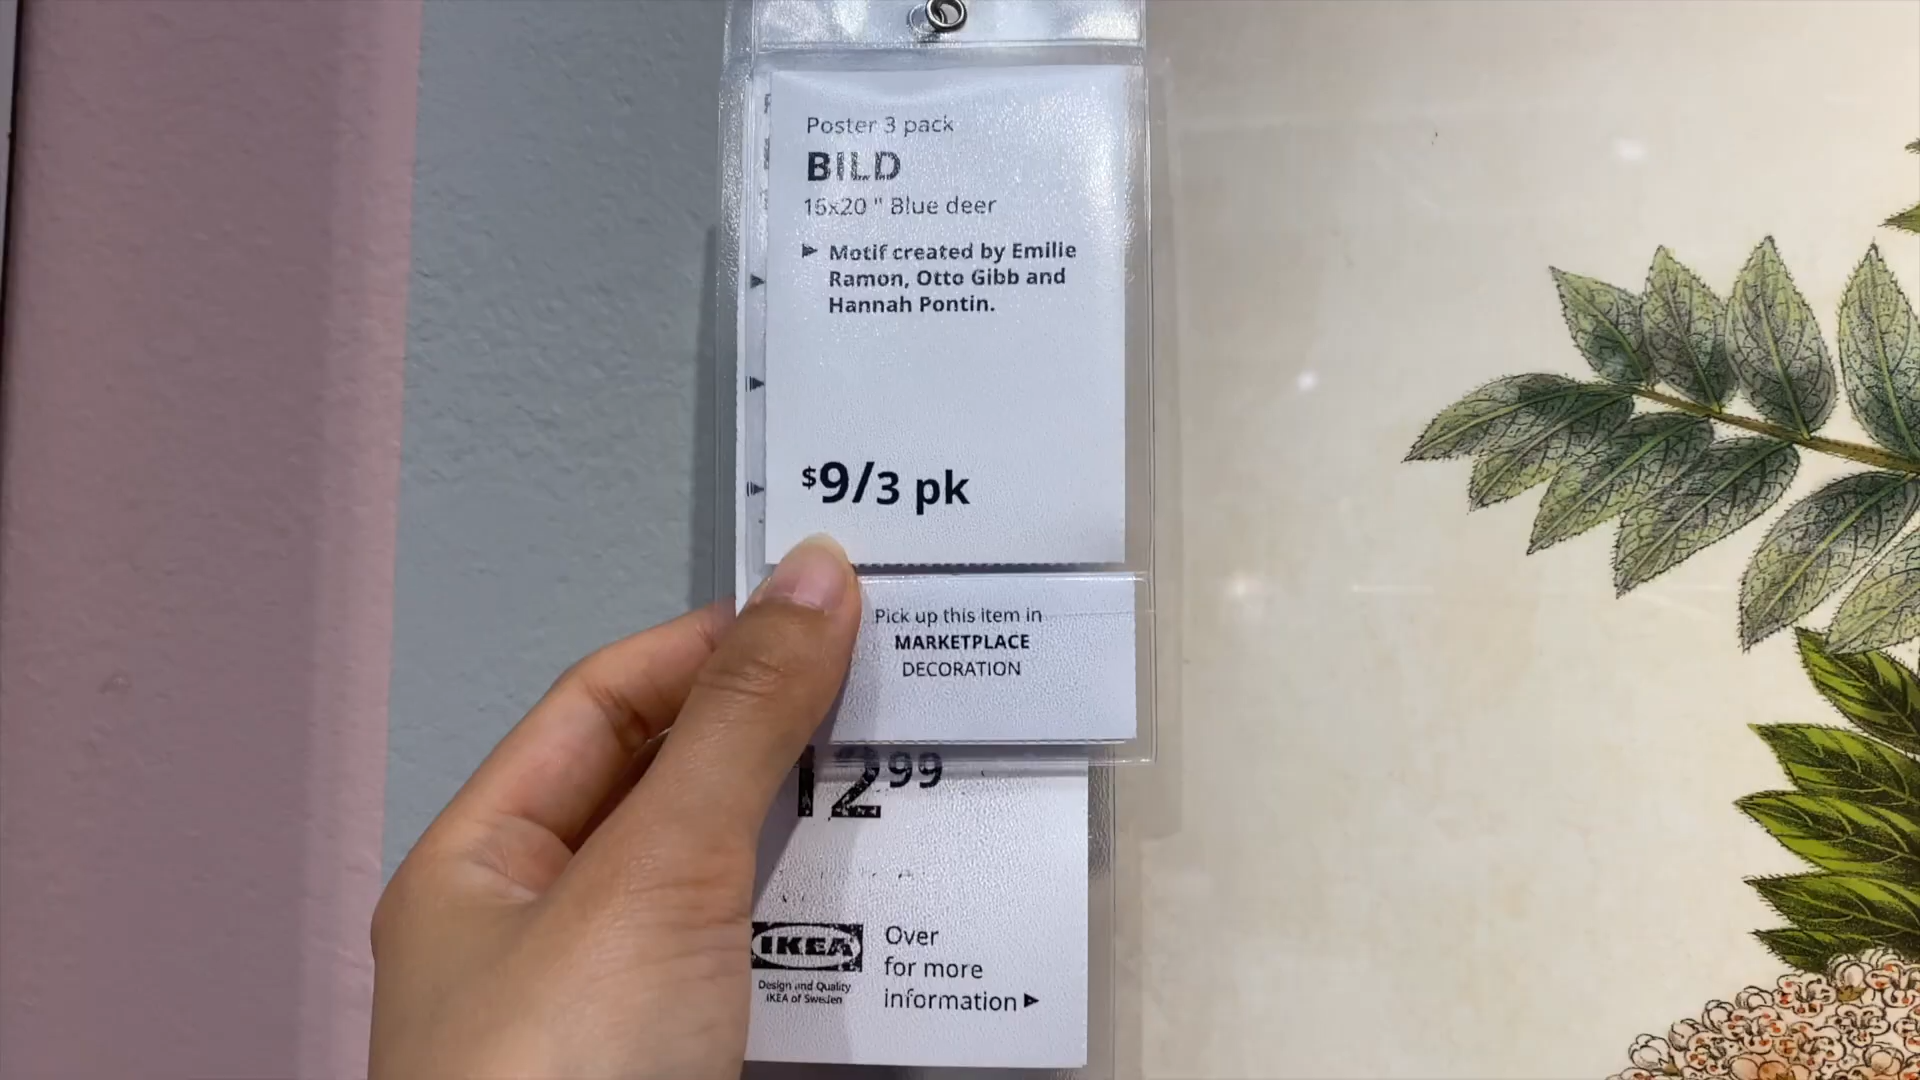 Poster 3 pack
BILD
15x20 " Blue deer
Motif created by Emilie
Ramon, Otto Gibb and
Hannah Pontin.
$9/3 pk
Pick up this item in
MARKETPLACE
DECORATION
12 99
IKEA
Design and Quality
IKEA of Sweden
Over
for more
information